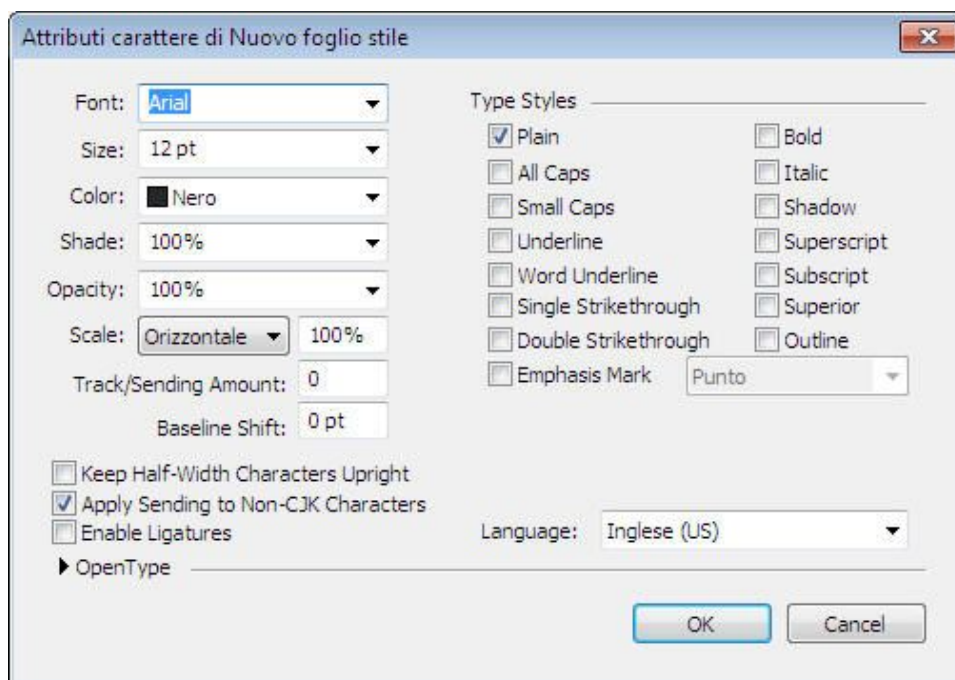 Attributi carattere di Nuovo foglio stile
Font: Arial
Size: 12 pt
Color: Nero
Shade: 100%
Opacity: 100%
Scale: Orizzontale 100%
Track/Sending Amount: 0
Baseline Shift: 0 pt
Type Styles
Plain
Bold
All Caps
Italic
Small Caps
Shadow
Underline
Superscript
Word Underline
Subscript
Single Strikethrough
Superior
Double Strikethrough
Outline
Emphasis Mark Punto
Keep Half-Width Characters Upright
Apply Sending to Non-CJK Characters
Enable Ligatures
Language: Inglese (US)
OpenType
OK
Cancel